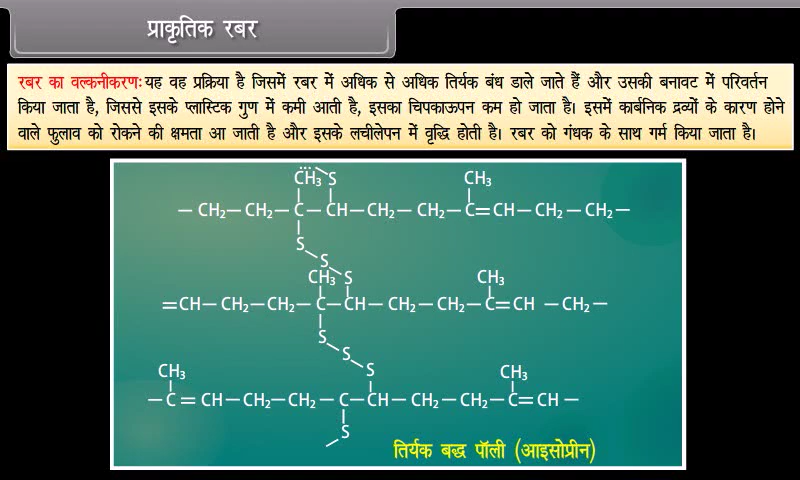 प्राकृतिक रबर
रबर का वल्कनीकरण: यह वह प्रक्रिया है जिसमें रबर में अधिक से अधिक तिर्यक बंध डाले जाते हैं और उसकी बनावट में परिवर्तन
किया जाता है, जिससे इसके प्लास्टिक गुण में कमी आती है, इसका चिपकाऊपन कम हो जाता है। इसमें कार्बनिक द्रव्यों के कारण होने
वाले फुलाव को रोकने की क्षमता आ जाती है और इसके लचीलेपन में वृद्धि होती है। रबर को गंधक के साथ गर्म किया जाता है।
CH₃ S CH₃
— CH₂ — CH₂ — C — CH — CH₂ — CH₂ — C = CH — CH₂ — CH₂ —
S
S
CH₃ S CH₃
= CH — CH₂ — CH₂ — C — CH — CH₂ — CH₂ — C = CH — CH₂ —
S
S
CH₃ S CH₃
— C = CH — CH₂ — CH₂ — C — CH — CH₂ — CH₂ — C = CH —
S
तिर्यक बद्ध पॉली (आइसोप्रीन)